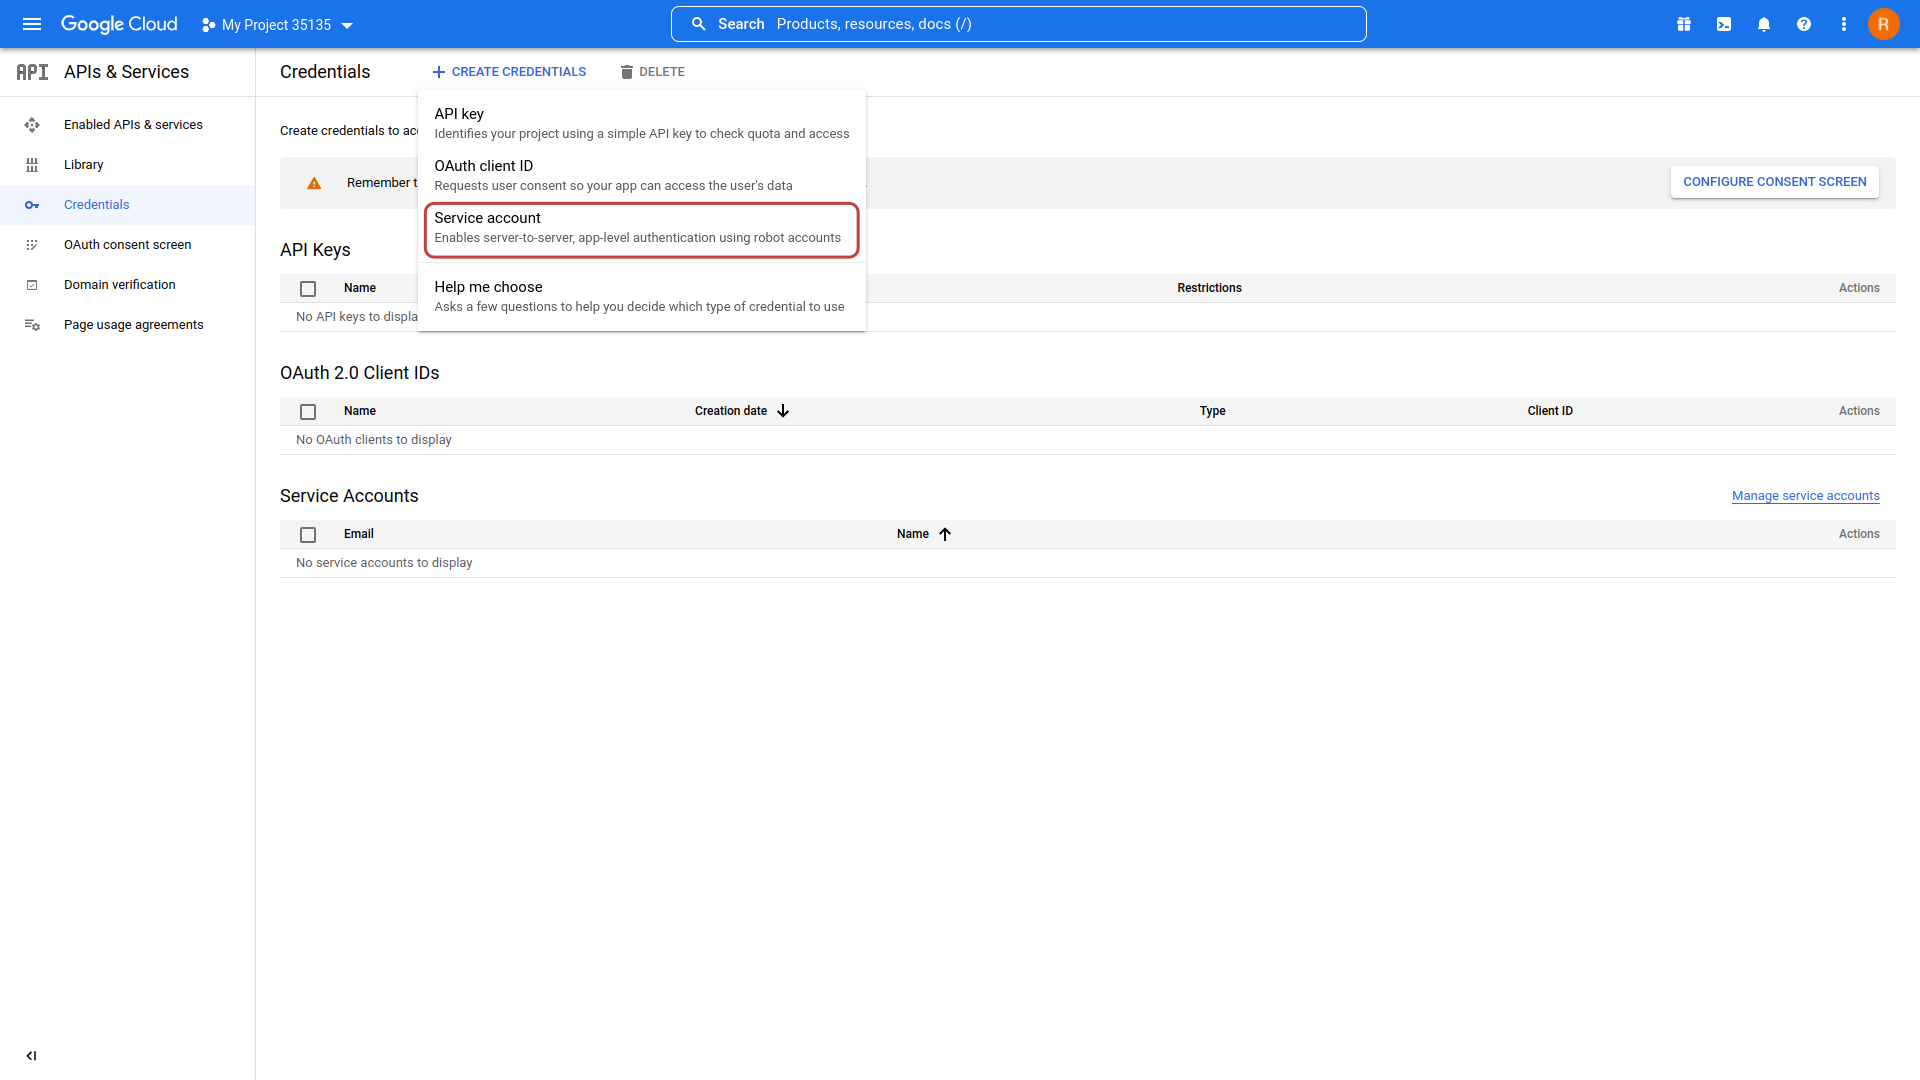 Google Cloud
My Project 35135
Search Products, resources, docs (/)
R
API APIs & Services
Credentials
CREATE CREDENTIALS
DELETE
Enabled APIs & services
Library
Credentials
OAuth consent screen
Domain verification
Page usage agreements
Create credentials to
API key
Identifies your project using a simple API key to check quota and access
OAuth client ID
Requests user consent so your app can access the user's data
Service account
Enables server-to-server, app-level authentication using robot accounts
Help me choose
Asks a few questions to help you decide which type of credential to use
Remember
CONFIGURE CONSENT SCREEN
API Keys
Name Restrictions Actions
No API keys to
OAuth 2.0 Client IDs
Name Creation date Type Client ID Actions
No OAuth clients to display
Service Accounts
Manage service accounts
Email Name Actions
No service accounts to display